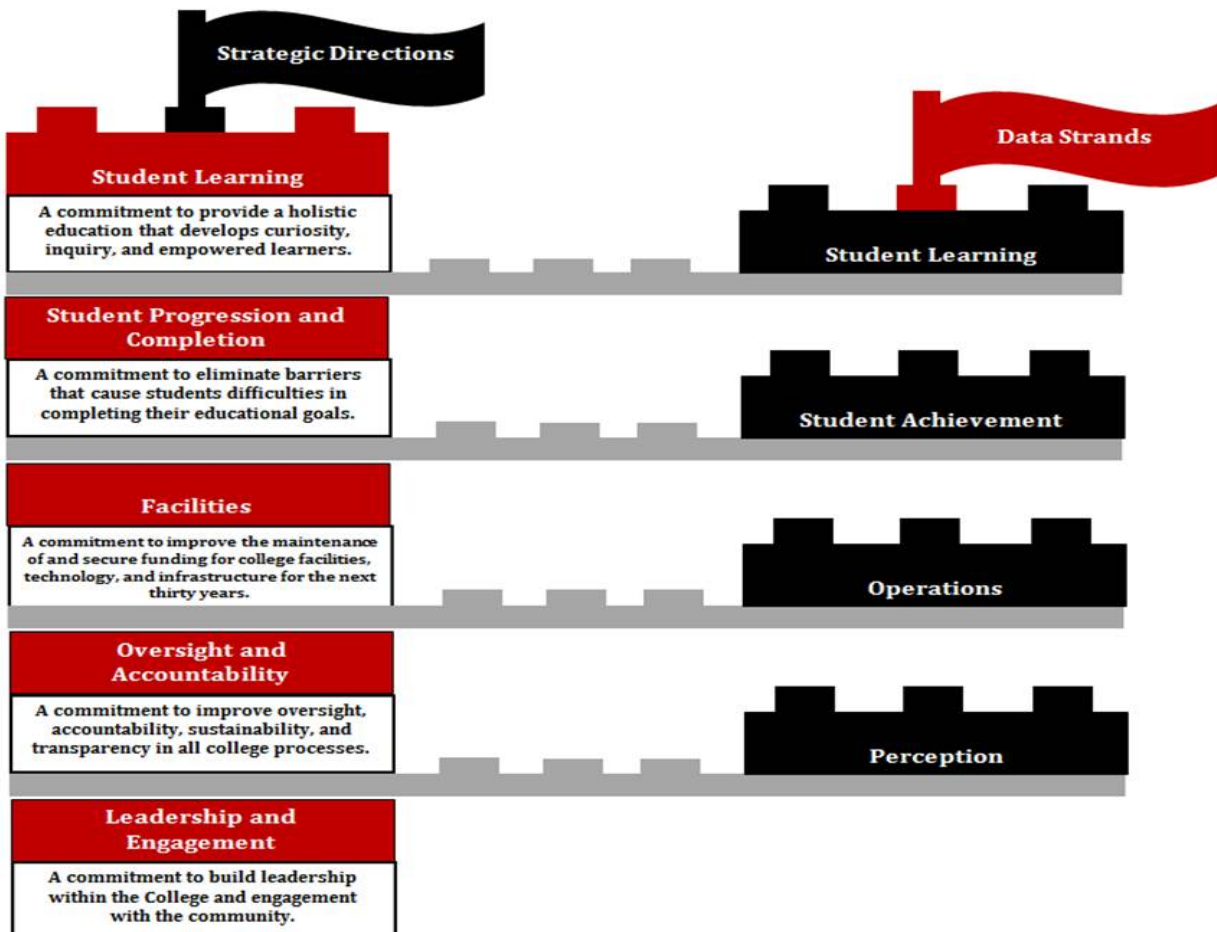 Strategic Directions
Data Strands
Student Learning
A commitment to provide a holistic
education that develops curiosity,
inquiry, and empowered learners.
Student Learning
Student Progression and
Completion
A commitment to eliminate barriers
that cause students difficulties in
completing their educational goals.
Student Achievement
Facilities
A commitment to improve the maintenance
of and secure funding for college facilities,
technology, and infrastructure for the next
thirty years.
Operations
Oversight and
Accountability
A commitment to improve oversight,
accountability, sustainability, and
transparency in all college processes.
Perception
Leadership and
Engagement
A commitment to build leadership
within the College and engagement
with the community.